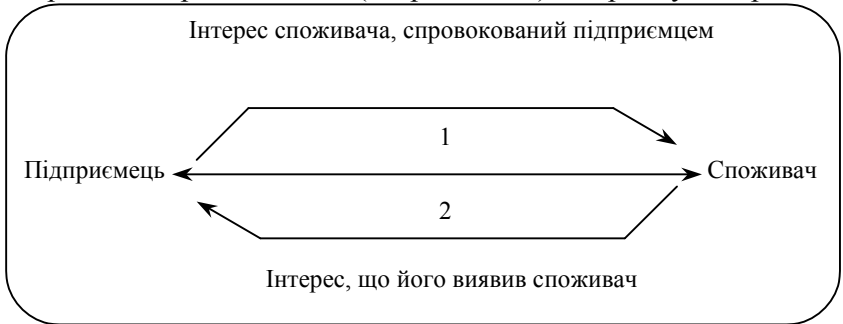 Інтерес споживача, спровокований підприємцем
1
Підприємець Споживач
2
Інтерес, що його виявив споживач